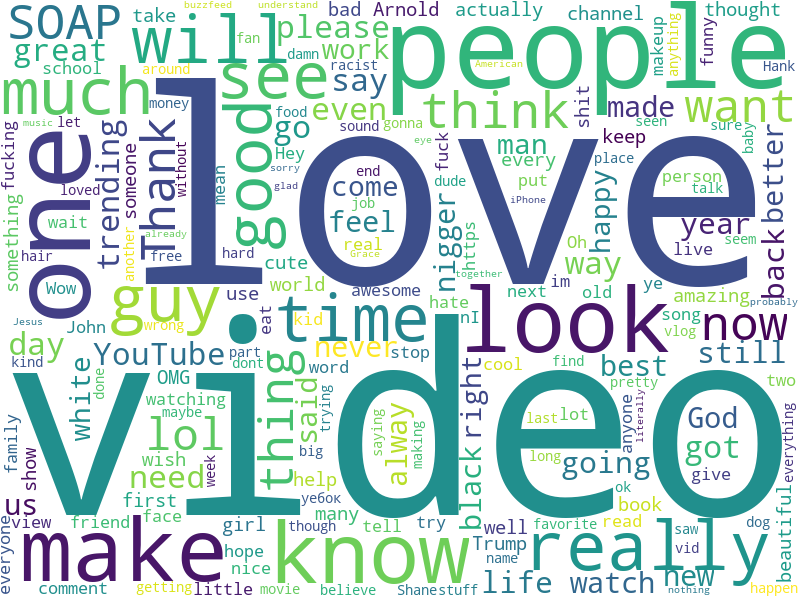 buzzfeed
understand
SOAP
take
bad
Arnold
actually
channel
thought
will
please
people
great
fan
work
makeup
anything
funny
American
Hank
school
around
damn
racist
see
say
much
love
money
food
even
think
shit
made
want
music
let
good
go
sound
gonna
seen
sure
baby
fucking
one
trending
Thank
without
mean
Hey
eye
fuck
man
every
keep
better
loved
someone
sorry
glad
end
come
dude
put
place
person
talk
something
wait
already
job
feel
iPhone
happy
year
back
another
hard
real
nigger
https
Oh
live
seem
hair
free
cute
Grace
together
way
Wow
use
world
awesome
hate
next
im
old
ye
amazing
probably
guy
eat
time
nI
look
song
now
vlog
Jesus
John
wrong
kid
day
YouTube
part
never
stop
cool
find
best
still
kind
White
done
OMG
dont
word
pretty
two
video
watching
thing
said
trying
right
last
lot
anyone
literally
God
maybe
lol
saying
making
alway
black
long
going
got
everything
family
wish
big
week
need
help
ok
give
show
us
first
уебок
book
beautiful
view
friend
face
many
girl
though
tell
try
well
favorite
read
saw
dog
everyone
make
know
Trump
name
really
vid
hope
nice
comment
getting
little
movie
believe
Shanestuff
life
watch
new
nothing
happen